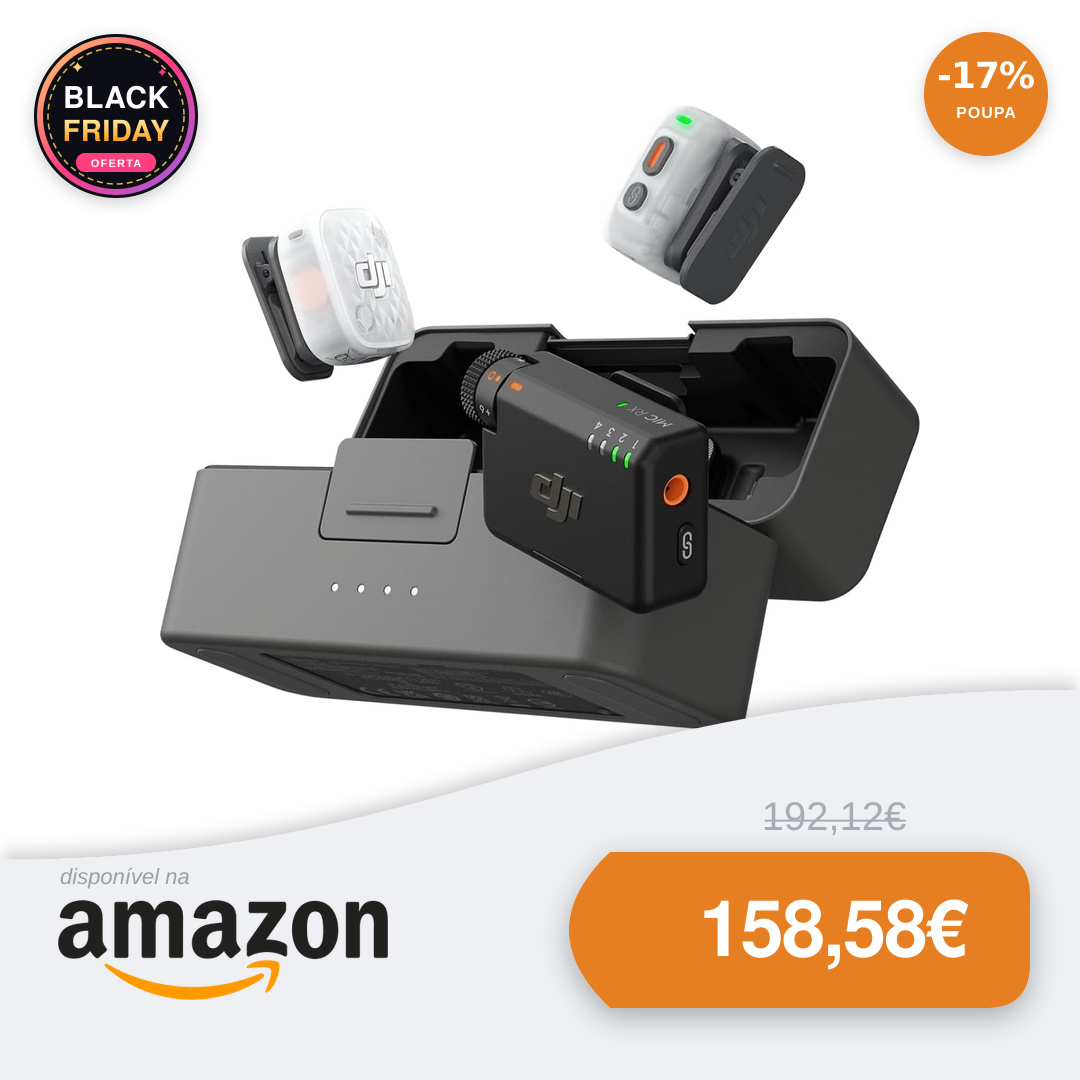 BLACK
FRIDAY
OFERTA
-17%
POUPA
dji
dji
MIC RX
1 2 3 4
dji
192,12€
158,58€
disponível na
amazon